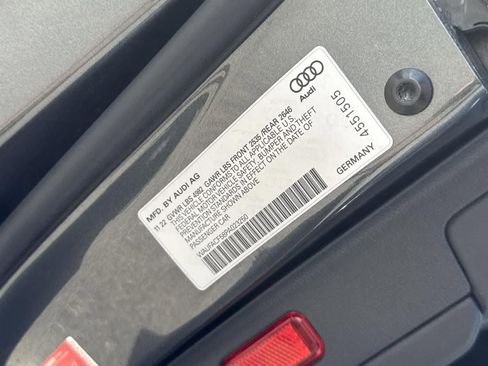 Audi
MFD. BY AUDI AG
11.22 GVWR LBS 4982 GAWR LBS FRONT 2535 /REAR 2646
THIS VEHICLE CONFORMS TO ALL APPLICABLE U.S.
FEDERAL MOTOR VEHICLE SAFETY, BUMPER AND THEFT
PREVENTION STANDARDS IN EFFECT ON THE DATE OF
MANUFACTURE SHOWN ABOVE
PASSENGER CAR
WAUFACF58PA023250
GERMANY
4551505